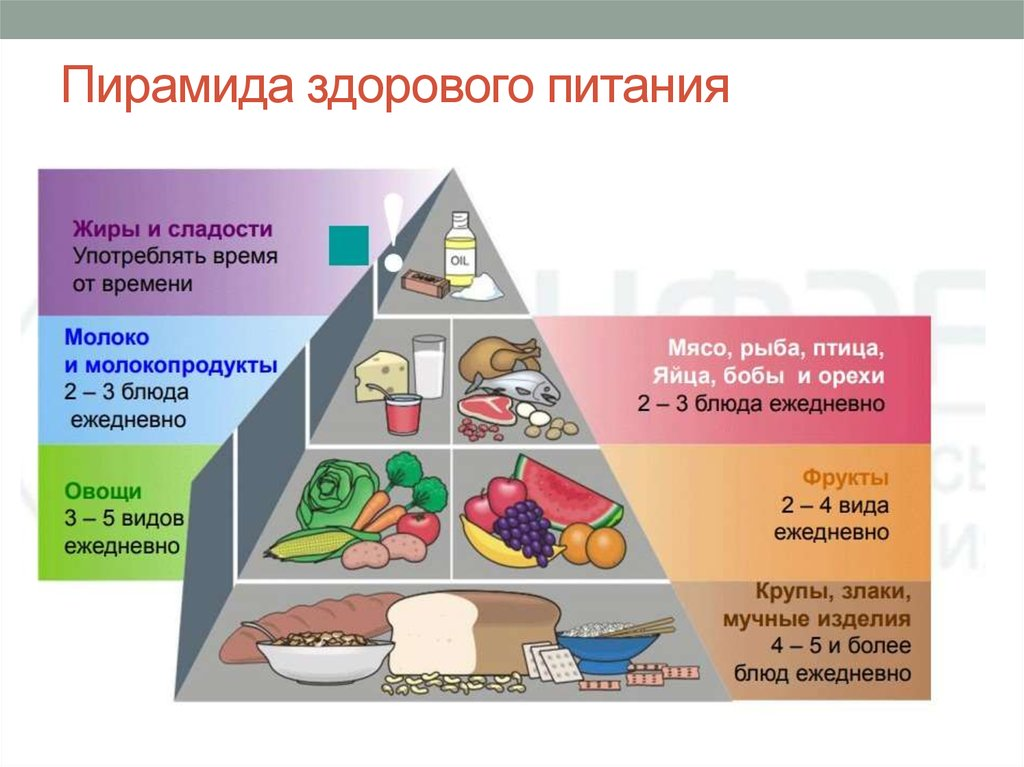 Пирамида здорового питания
Жиры и сладости
Употреблять время
от времени
!
OIL
Молоко
и молокопродукты
2 – 3 блюда
ежедневно
Мясо, рыба, птица,
Яйца, бобы и орехи
2 – 3 блюда ежедневно
Овощи
3 – 5 видов
ежедневно
Фрукты
2 – 4 вида
ежедневно
Крупы, злаки,
мучные изделия
4 – 5 и более
блюд ежедневно